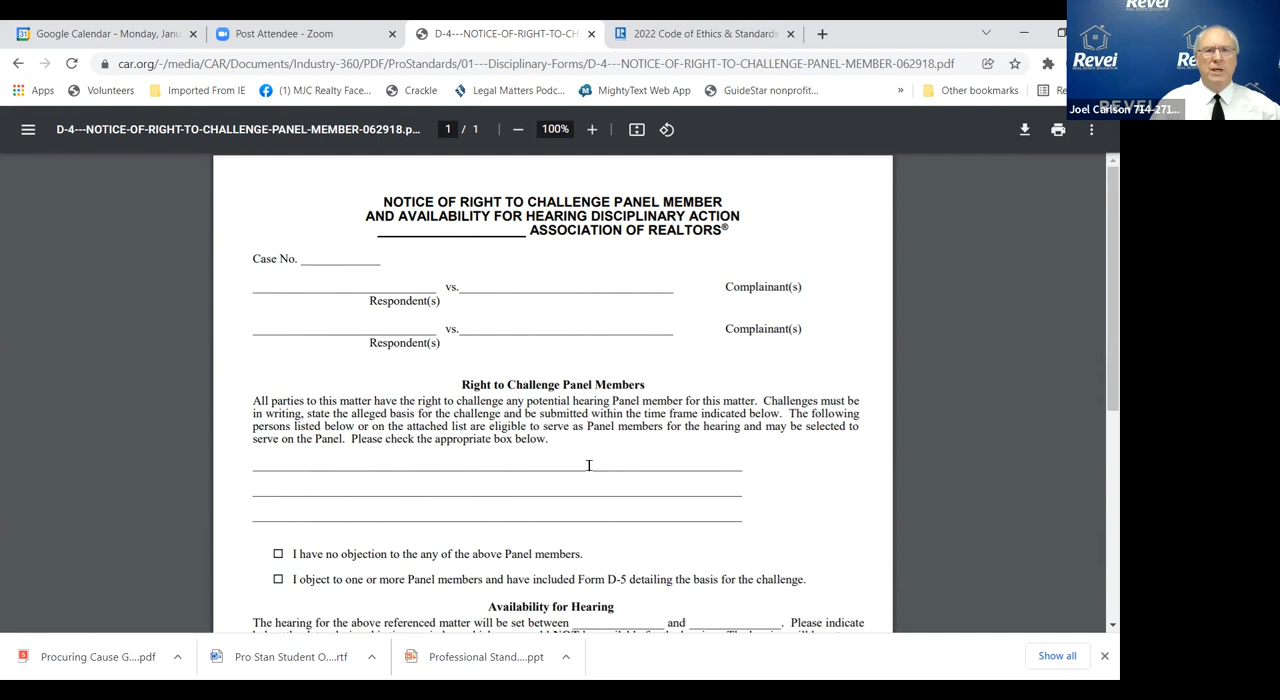 Google Calendar - Monday, Janu
Post Attendee - Zoom
D-4---NOTICE-OF-RIGHT-TO-CH
2022 Code of Ethics & Standards
car.org/-/media/CAR/Documents/Industry-360/PDF/ProStandards/01---Disciplinary-Forms/D-4---NOTICE-OF-RIGHT-TO-CHALLENGE-PANEL-MEMBER-062918.pdf
Apps
Volunteers
Imported From IE
(1) MJC Realty Face...
Crackle
Legal Matters Podc...
MightyText Web App
GuideStar nonprofit...
»
Other bookmarks
Revei
Revei
Joel Carlson 714-271...
D-4---NOTICE-OF-RIGHT-TO-CHALLENGE-PANEL-MEMBER-062918.p...
1 / 1
100%
NOTICE OF RIGHT TO CHALLENGE PANEL MEMBER
AND AVAILABILITY FOR HEARING DISCIPLINARY ACTION
__________________ ASSOCIATION OF REALTORS®
Case No. _____________
_______________________________ vs.____________________________________ Complainant(s)
Respondent(s)
_______________________________ vs.____________________________________ Complainant(s)
Respondent(s)
Right to Challenge Panel Members
All parties to this matter have the right to challenge any potential hearing Panel member for this matter. Challenges must be
in writing, state the alleged basis for the challenge and be submitted within the time frame indicated below. The following
persons listed below or on the attached list are eligible to serve as Panel members for the hearing and may be selected to
serve on the Panel. Please check the appropriate box below.
☐ I have no objection to the any of the above Panel members.
☐ I object to one or more Panel members and have included Form D-5 detailing the basis for the challenge.
Availability for Hearing
The hearing for the above referenced matter will be set between _______________ and _______________. Please indicate
Procuring Cause G....pdf
Pro Stan Student O....rtf
Professional Stand....ppt
Show all